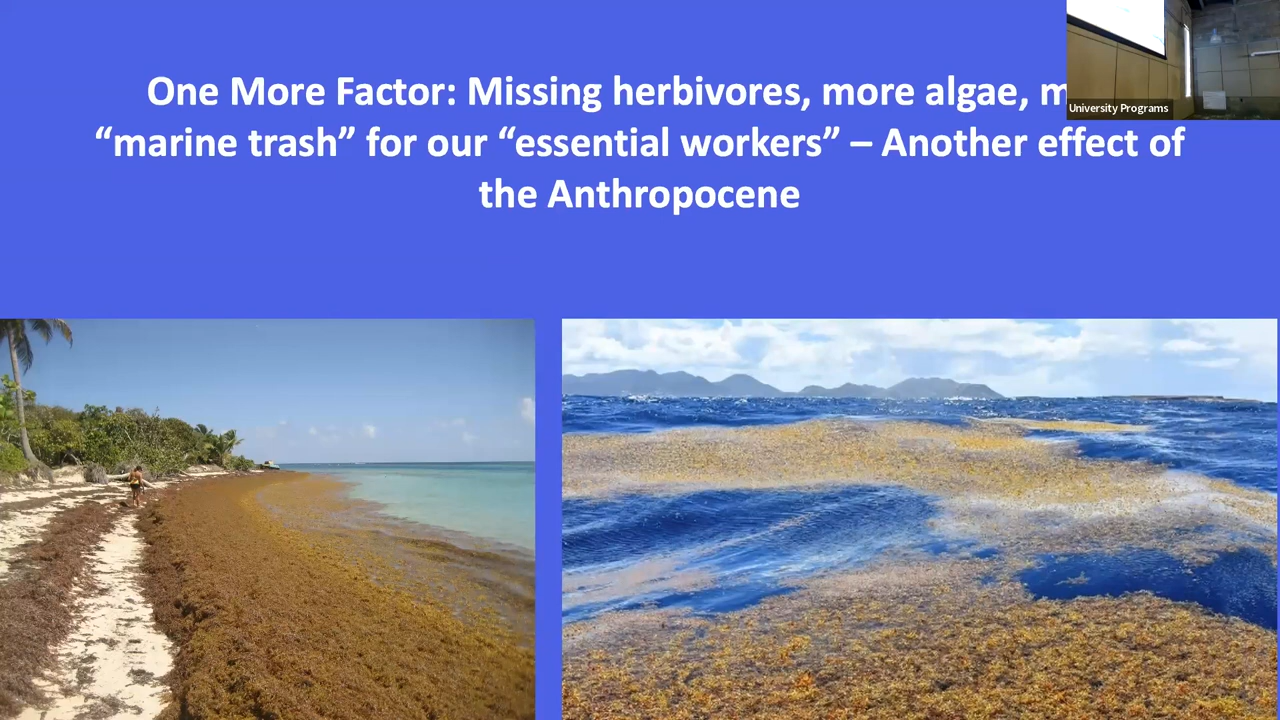 One More Factor: Missing herbivores, more algae,
“marine trash” for our “essential workers” – Another effect of
the Anthropocene
University Programs